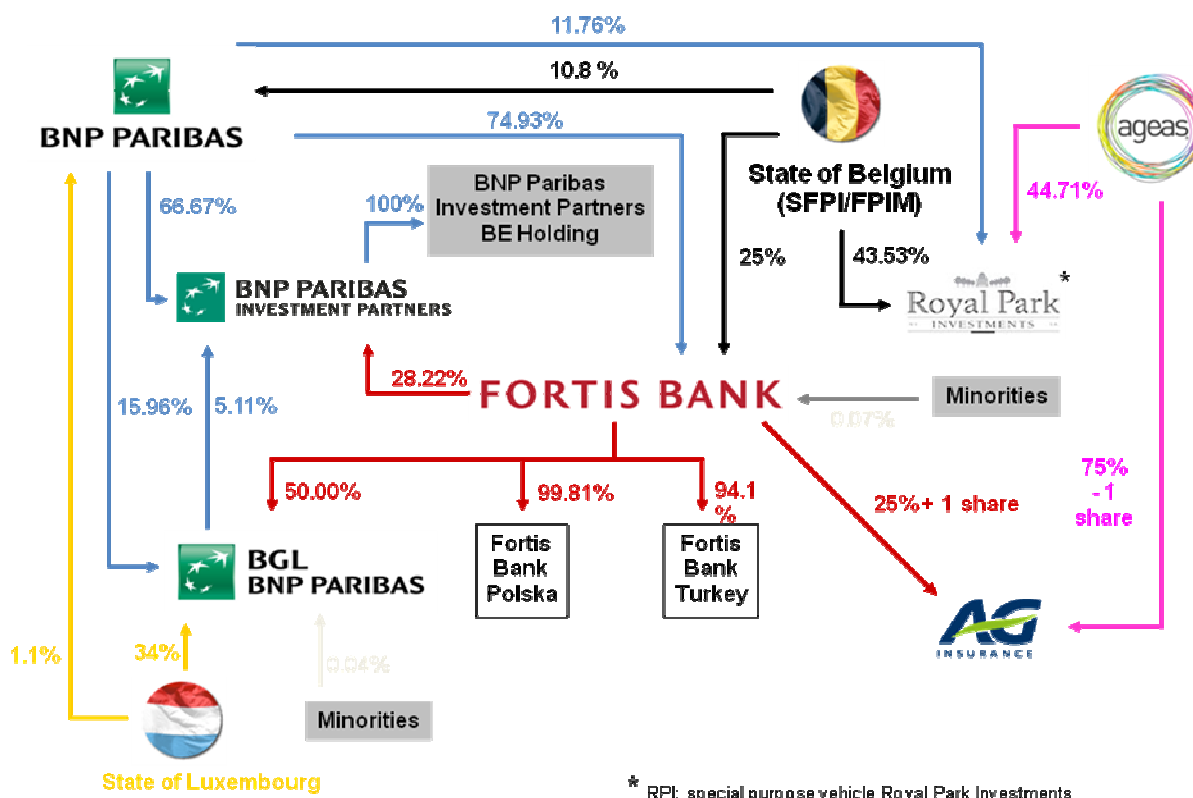 11.76%
10.8 %
BNP PARIBAS
74.93%
ageas
State of Belgium
(SFPI/FPIM)
44.71%
66.67%
100%
BNP Paribas
Investment Partners
BE Holding
25%
43.53%
BNP PARIBAS
INVESTMENT PARTNERS
Royal Park
INVESTMENTS
*
28.22%
FORTIS BANK
Minorities
0.07%
15.96%
5.11%
50.00%
99.81%
94.1
%
25%+ 1 share
75%
- 1
share
BGL
BNP PARIBAS
Fortis
Bank
Polska
Fortis
Bank
Turkey
AG
INSURANCE
1.1%
34%
0.04%
Minorities
State of Luxembourg
* RPI: special purpose vehicle Royal Park Investments